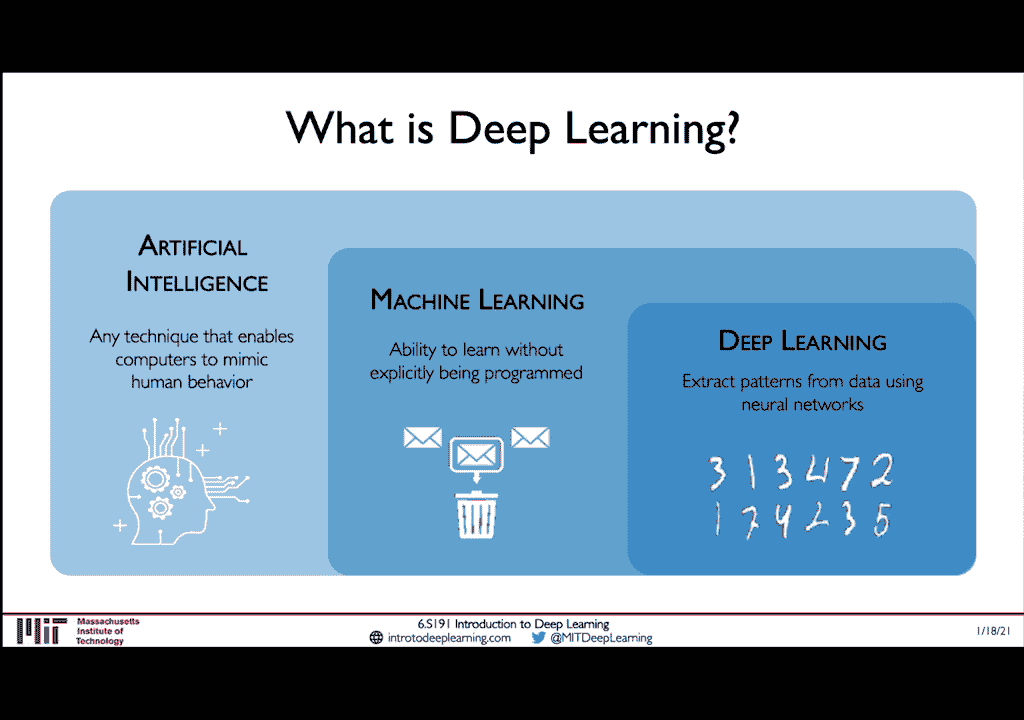 What is Deep Learning?
ARTIFICIAL
INTELLIGENCE
Any technique that enables
computers to mimic
human behavior
MACHINE LEARNING
Ability to learn without
explicitly being programmed
DEEP LEARNING
Extract patterns from data using
neural networks
3 1 3 4 7 2
1 7 4 2 3 5
Massachusetts
Institute of
Technology
6.S191 Introduction to Deep Learning
introtodeeplearning.com @MITDeepLearning
1/18/21